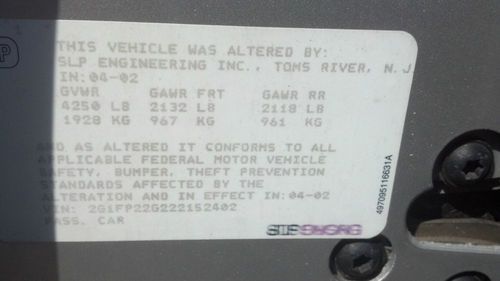 THIS VEHICLE WAS ALTERED BY:
SLP ENGINEERING INC., TOMS RIVER, N.J.
IN:04-02
GVWR GAWR FRT GAWR RR
4250 LB 2132 LB 2118 LB
1928 KG 967 KG 961 KG
AND AS ALTERED IT CONFORMS TO ALL
APPLICABLE FEDERAL MOTOR VEHICLE
SAFETY, BUMPER, THEFT PREVENTION
STANDARDS AFFECTED BY THE
ALTERATION AND IN EFFECT IN:04-02
VIN: 2G1FP22G222152402
PASS. CAR
497095116631A